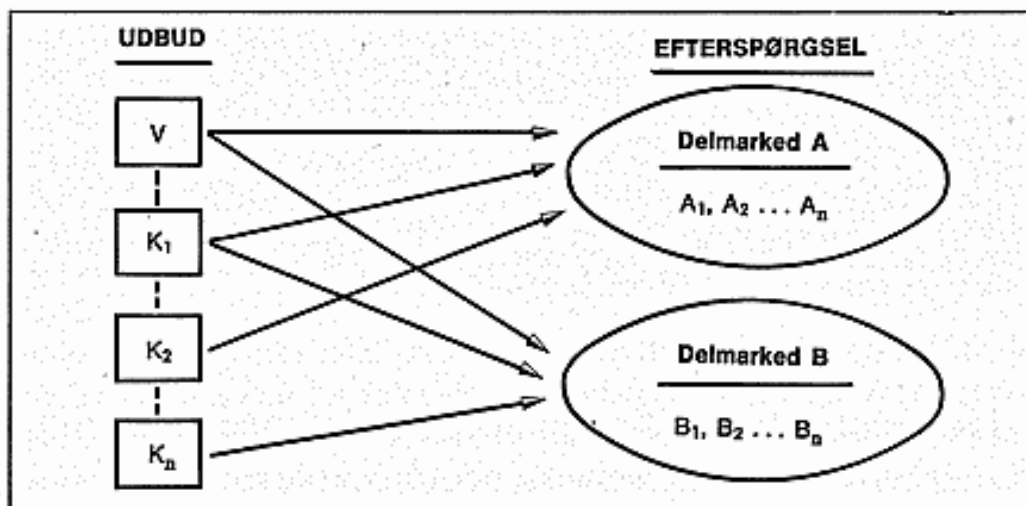 UDBUD
V
K₁
K₂
Kₙ
EFTERSPØRGSEL
Delmarked A
A₁, A₂ ... Aₙ
Delmarked B
B₁, B₂ ... Bₙ